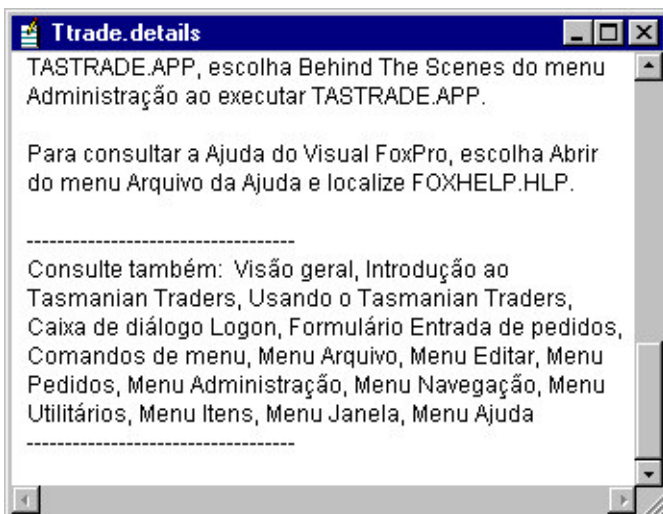 Ttrade.details
TASTRADE.APP, escolha Behind The Scenes do menu
Administração ao executar TASTRADE.APP.
Para consultar a Ajuda do Visual FoxPro, escolha Abrir
do menu Arquivo da Ajuda e localize FOXHELP.HLP.
-----------------------------------
Consulte também:  Visão geral, Introdução ao
Tasmanian Traders, Usando o Tasmanian Traders,
Caixa de diálogo Logon, Formulário Entrada de pedidos,
Comandos de menu, Menu Arquivo, Menu Editar, Menu
Pedidos, Menu Administração, Menu Navegação, Menu
Utilitários, Menu Itens, Menu Janela, Menu Ajuda
-----------------------------------